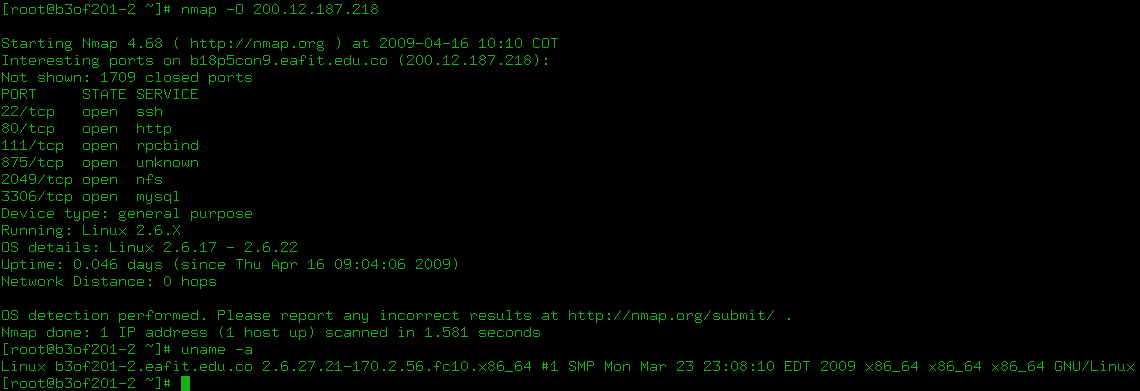 [root@b3of201-2 ~]# nmap -O 200.12.187.218
Starting Nmap 4.68 ( http://nmap.org ) at 2009-04-16 10:10 COT
Interesting ports on b18p5con9.eafit.edu.co (200.12.187.218):
Not shown: 1709 closed ports
PORT     STATE SERVICE
22/tcp   open  ssh
80/tcp   open  http
111/tcp  open  rpcbind
875/tcp  open  unknown
2049/tcp open  nfs
3306/tcp open  mysql
Device type: general purpose
Running: Linux 2.6.X
OS details: Linux 2.6.17 - 2.6.22
Uptime: 0.046 days (since Thu Apr 16 09:04:06 2009)
Network Distance: 0 hops
OS detection performed. Please report any incorrect results at http://nmap.org/submit/ .
Nmap done: 1 IP address (1 host up) scanned in 1.581 seconds
[root@b3of201-2 ~]# uname -a
Linux b3of201-2.eafit.edu.co 2.6.27.21-170.2.56.fc10.x86_64 #1 SMP Mon Mar 23 23:08:10 EDT 2009 x86_64 x86_64 x86_64 GNU/Linux
[root@b3of201-2 ~]#